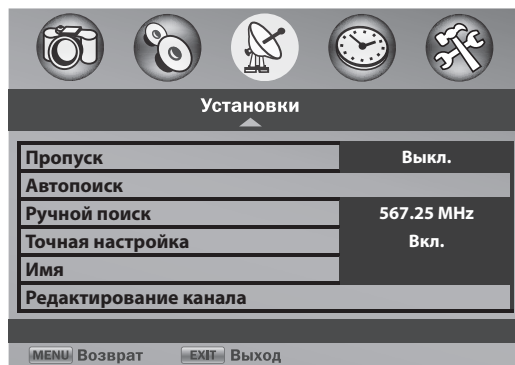 Установки
Пропуск Выкл.
Автопоиск
Ручной поиск 567.25 MHz
Точная настройка Вкл.
Имя
Редактирование канала
MENU Возврат EXIT Выход